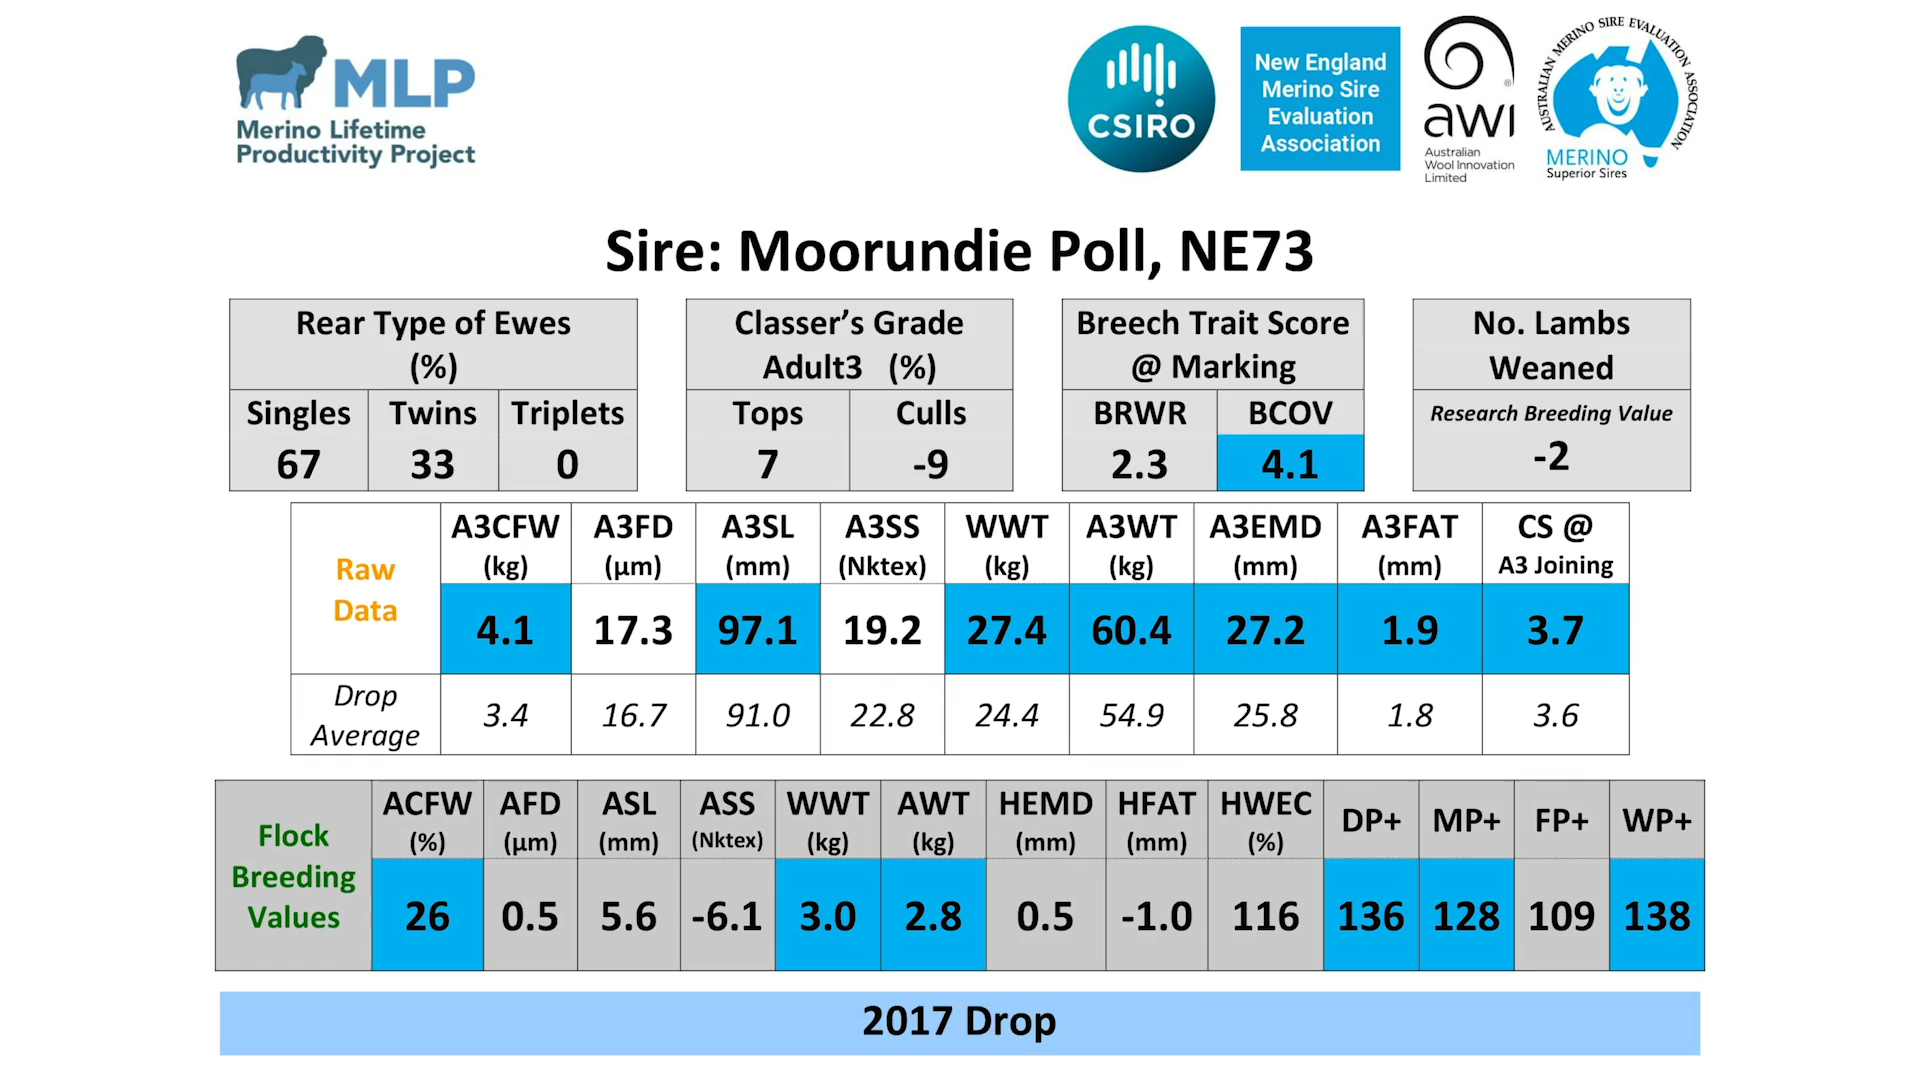 MLP
Merino Lifetime
Productivity Project
CSIRO
New England
Merino Sire
Evaluation
Association
AWI
®
Australian
Wool Innovation
Limited
AUSTRALIAN MERINO SIRE EVALUATION ASSOCIATION
MERINO
Superior Sires
Sire: Moorundie Poll, NE73
Rear Type of Ewes
(%)
Singles Twins Triplets
67 33 0
Classer’s Grade
Adult3 (%)
Tops Culls
7 -9
Breech Trait Score
@ Marking
BRWR BCOV
2.3 4.1
No. Lambs
Weaned
Research Breeding Value
-2
Raw
Data
A3CFW A3FD A3SL A3SS WWT A3WT A3EMD A3FAT CS @
(kg) (µm) (mm) (Nktex) (kg) (kg) (mm) (mm) A3 Joining
4.1 17.3 97.1 19.2 27.4 60.4 27.2 1.9 3.7
Drop
Average
3.4 16.7 91.0 22.8 24.4 54.9 25.8 1.8 3.6
Flock
Breeding
Values
ACFW AFD ASL ASS WWT AWT HEMD HFAT HWEC DP+ MP+ FP+ WP+
(%) (µm) (mm) (Nktex) (kg) (kg) (mm) (mm) (%)
26 0.5 5.6 -6.1 3.0 2.8 0.5 -1.0 116 136 128 109 138
2017 Drop